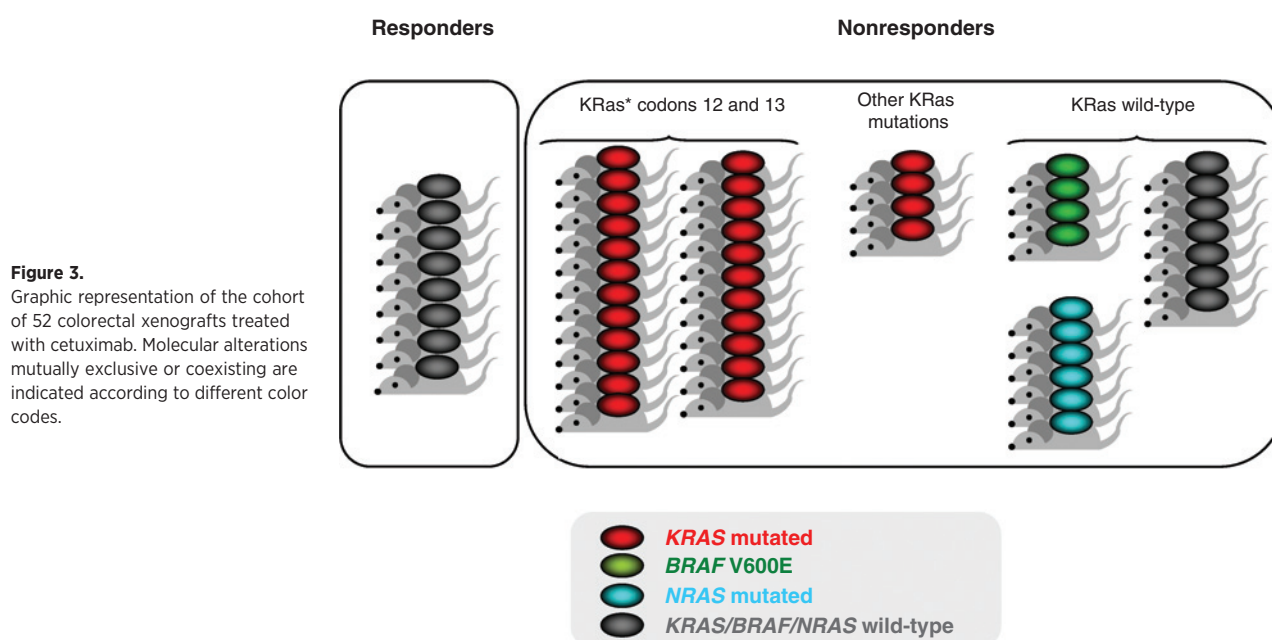 Responders
Nonresponders
KRas* codons 12 and 13
Other KRas
mutations
KRas wild-type
Figure 3.
Graphic representation of the cohort
of 52 colorectal xenografts treated
with cetuximab. Molecular alterations
mutually exclusive or coexisting are
indicated according to different color
codes.
KRAS mutated
BRAF V600E
NRAS mutated
KRAS/BRAF/NRAS wild-type